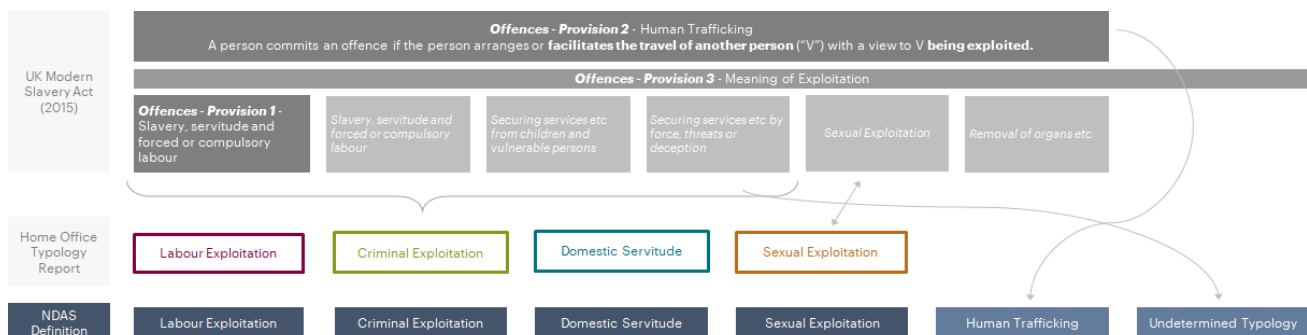 Offences - Provision 2 - Human Trafficking
A person commits an offence if the person arranges or facilitates the travel of another person ("V") with a view to V being exploited.
UK Modern
Slavery Act
(2015)
Offences - Provision 3 - Meaning of Exploitation
Offences - Provision 1 -
Slavery, servitude and
forced or compulsory
labour
Slavery, servitude and
forced or compulsory
labour
Securing services etc
from children and
vulnerable persons
Securing services etc by
force, threats or
deception
Sexual Exploitation
Removal of organs etc
Home Office
Typology
Report
Labour Exploitation
Criminal Exploitation
Domestic Servitude
Sexual Exploitation
NDAS
Definition
Labour Exploitation
Criminal Exploitation
Domestic Servitude
Sexual Exploitation
Human Trafficking
Undetermined Typology